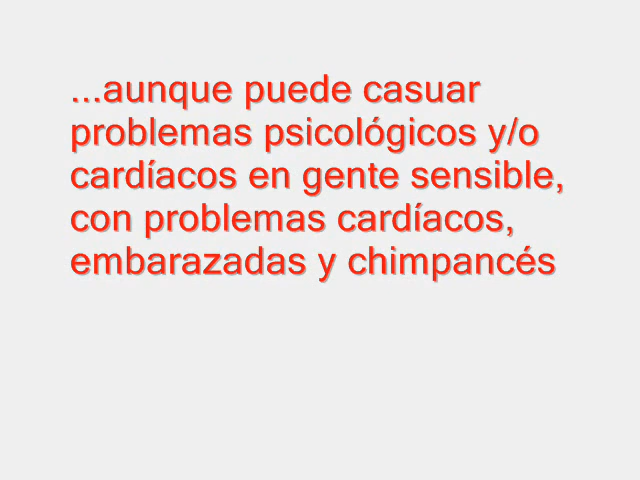 ...aunque puede casuar
problemas psicológicos y/o
cardíacos en gente sensible,
con problemas cardíacos,
embarazadas y chimpancés